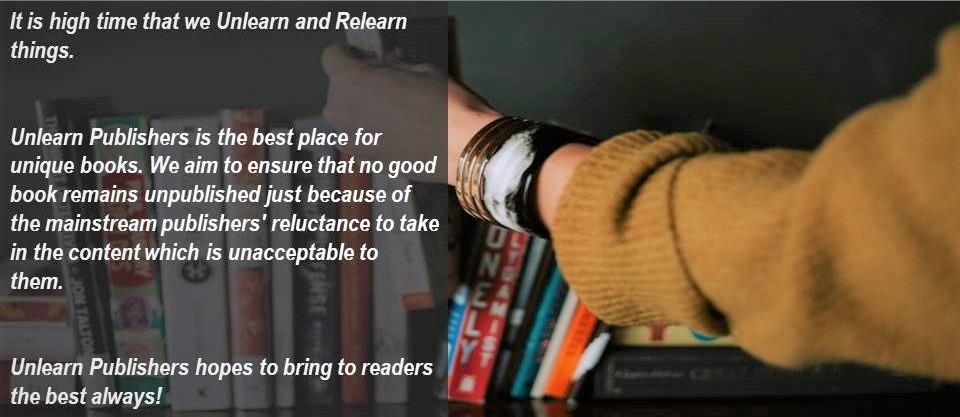 It is high time that we Unlearn and Relearn
things.
Unlearn Publishers is the best place for
unique books. We aim to ensure that no good
book remains unpublished just because of
the mainstream publishers' reluctance to take
in the content which is unacceptable to
them.
Unlearn Publishers hopes to bring to readers
the best always!